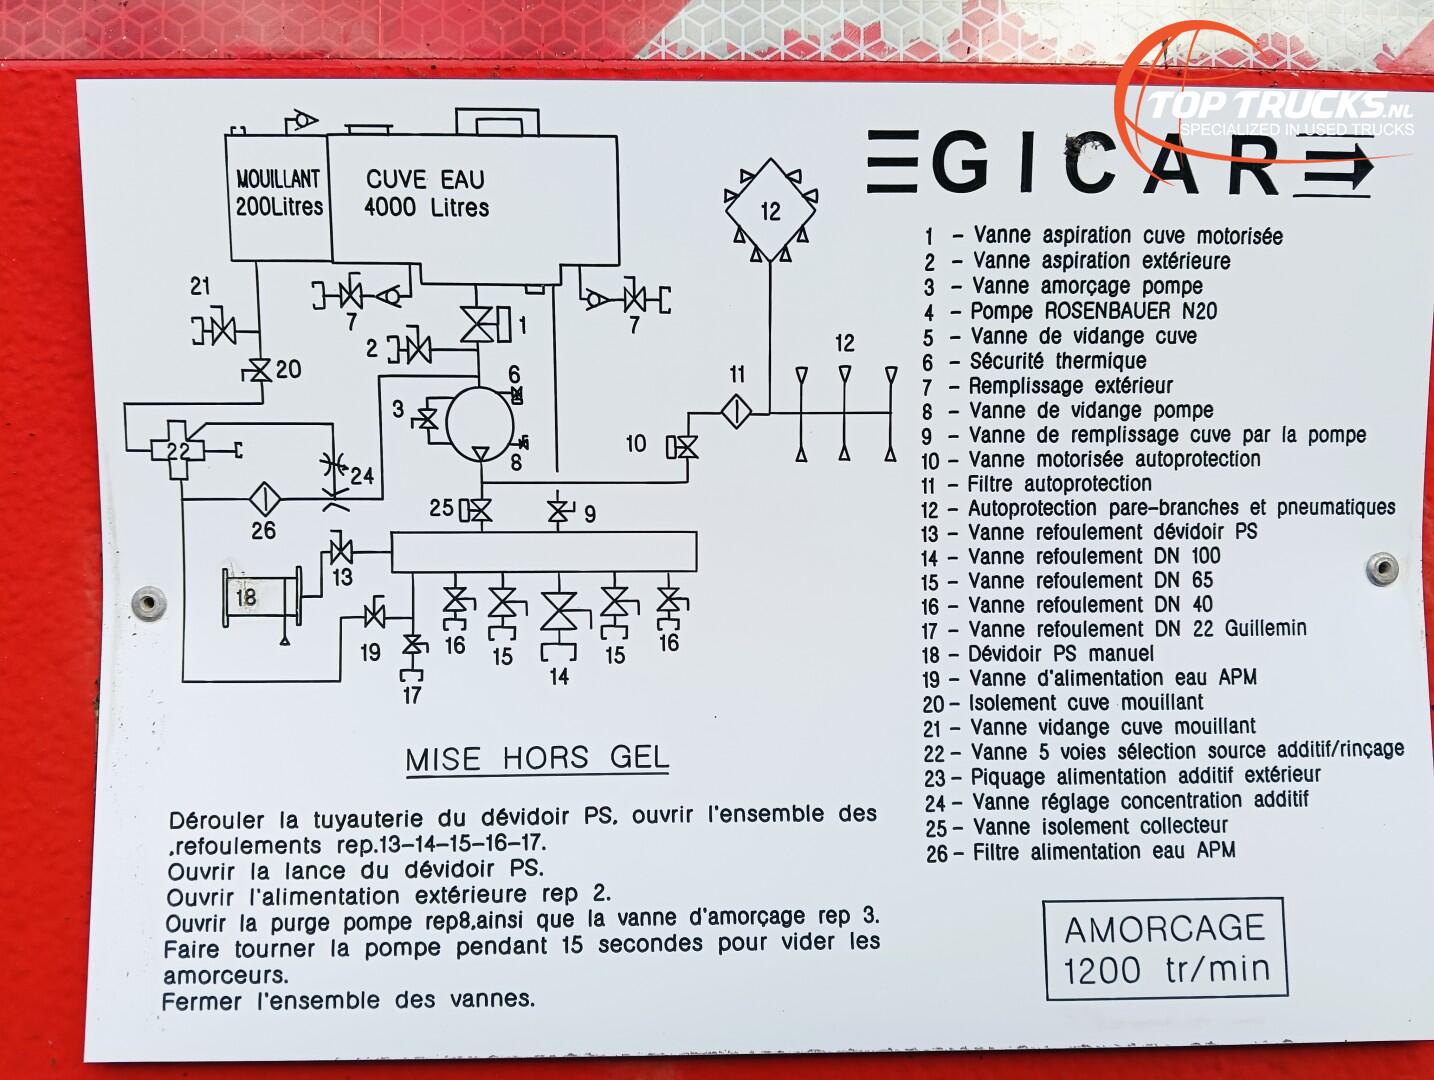 TOP TRUCKS.NL
SPECIALIZED IN USED TRUCKS
EGICAR
MOUILLANT
200Litres
CUVE EAU
4000 Litres
12
21
7
1
7
2
20
12
6
11
3
10
22
8
24
25
9
26
13
18
19
16
15
14
15
16
17
1 - Vanne aspiration cuve motorisée
2 - Vanne aspiration extérieure
3 - Vanne amorçage pompe
4 - Pompe ROSENBAUER N20
5 - Vanne de vidange cuve
6 - Sécurité thermique
7 - Remplissage extérieur
8 - Vanne de vidange pompe
9 - Vanne de remplissage cuve par la pompe
10 - Vanne motorisée autoprotection
11 - Filtre autoprotection
12 - Autoprotection pare-branches et pneumatiques
13 - Vanne refoulement dévidoir PS
14 - Vanne refoulement DN 100
15 - Vanne refoulement DN 65
16 - Vanne refoulement DN 40
17 - Vanne refoulement DN 22 Guillemin
18 - Dévidoir PS manuel
19 - Vanne d'alimentation eau APM
20 - Isolement cuve mouillant
21 - Vanne vidange cuve mouillant
22 - Vanne 5 voies sélection source additif/rinçage
23 - Piquage alimentation additif extérieur
24 - Vanne réglage concentration additif
25 - Vanne isolement collecteur
26 - Filtre alimentation eau APM
MISE HORS GEL
Dérouler la tuyauterie du dévidoir PS, ouvrir l'ensemble des
,refoulements rep.13-14-15-16-17.
Ouvrir la lance du dévidoir PS.
Ouvrir l'alimentation extérieure rep 2.
Ouvrir la purge pompe rep8,ainsi que la vanne d'amorçage rep 3.
Faire tourner la pompe pendant 15 secondes pour vider les
amorceurs.
Fermer l'ensemble des vannes.
AMORCAGE
1200 tr/min